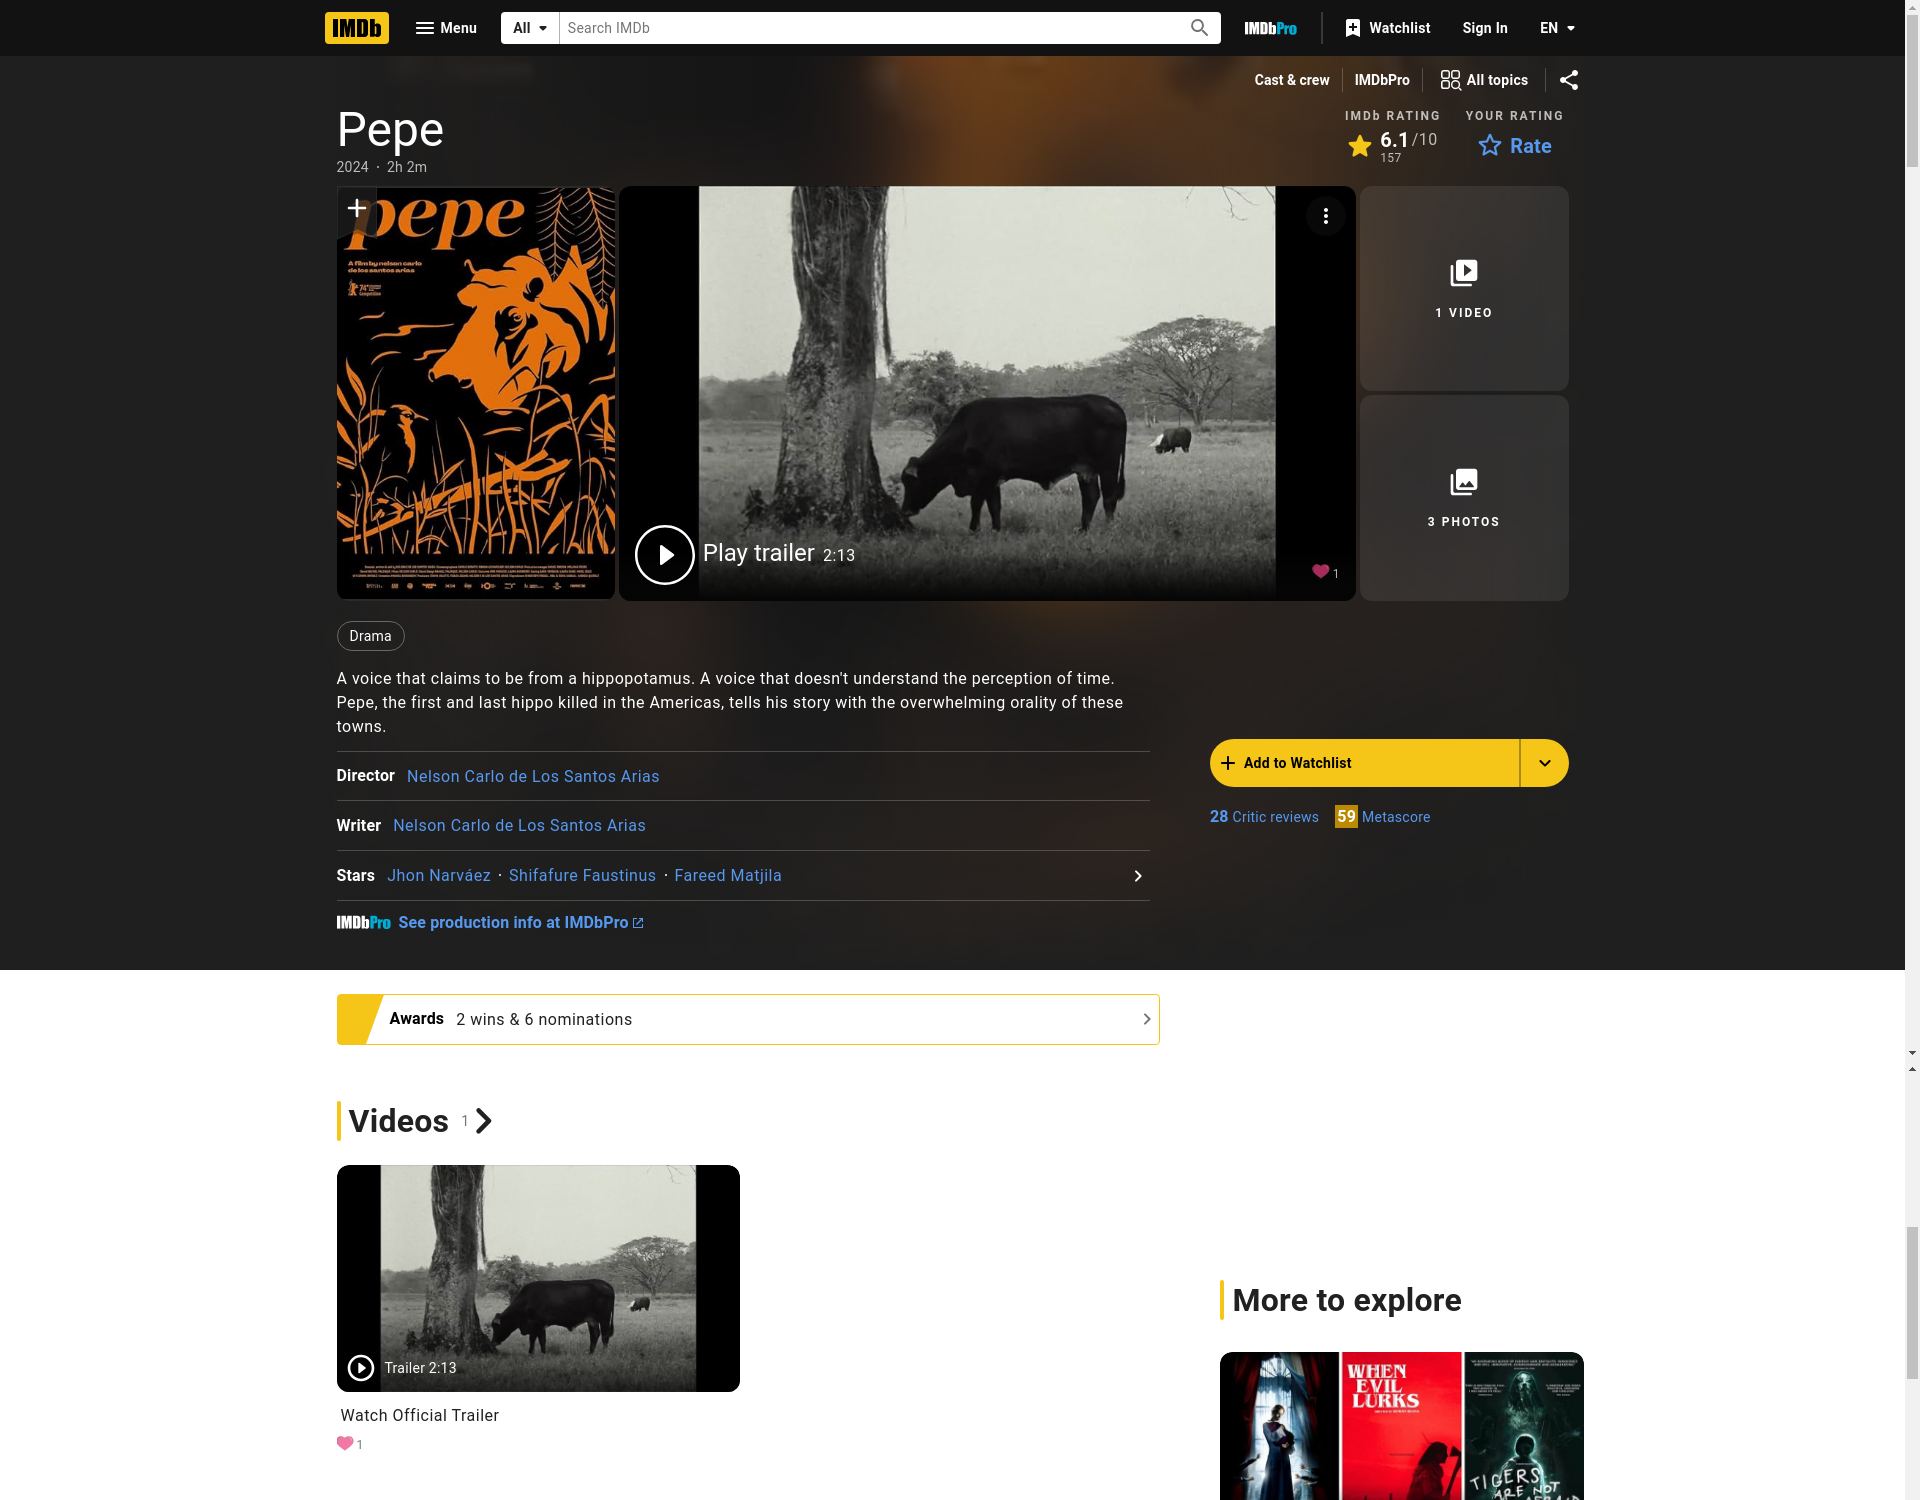 IMDb
Menu
All
Search IMDb
IMDbPro
Watchlist
Sign In
EN
Cast & crew
IMDbPro
All topics
Pepe
2024 · 2h 2m
IMDb RATING
6.1/10
157
YOUR RATING
Rate
pepe
A film by nelson carlo
de los santos arias
Play trailer 2:13
1
1 VIDEO
3 PHOTOS
Drama
A voice that claims to be from a hippopotamus. A voice that doesn't understand the perception of time.
Pepe, the first and last hippo killed in the Americas, tells his story with the overwhelming orality of these
towns.
Director Nelson Carlo de Los Santos Arias
Writer Nelson Carlo de Los Santos Arias
Stars Jhon Narváez · Shifafure Faustinus · Fareed Matjila
IMDbPro See production info at IMDbPro
Add to Watchlist
28 Critic reviews 59 Metascore
Awards 2 wins & 6 nominations
Videos 1
Trailer 2:13
Watch Official Trailer
1
More to explore
WHEN
EVIL
LURKS
TIGERS
ARE NOT